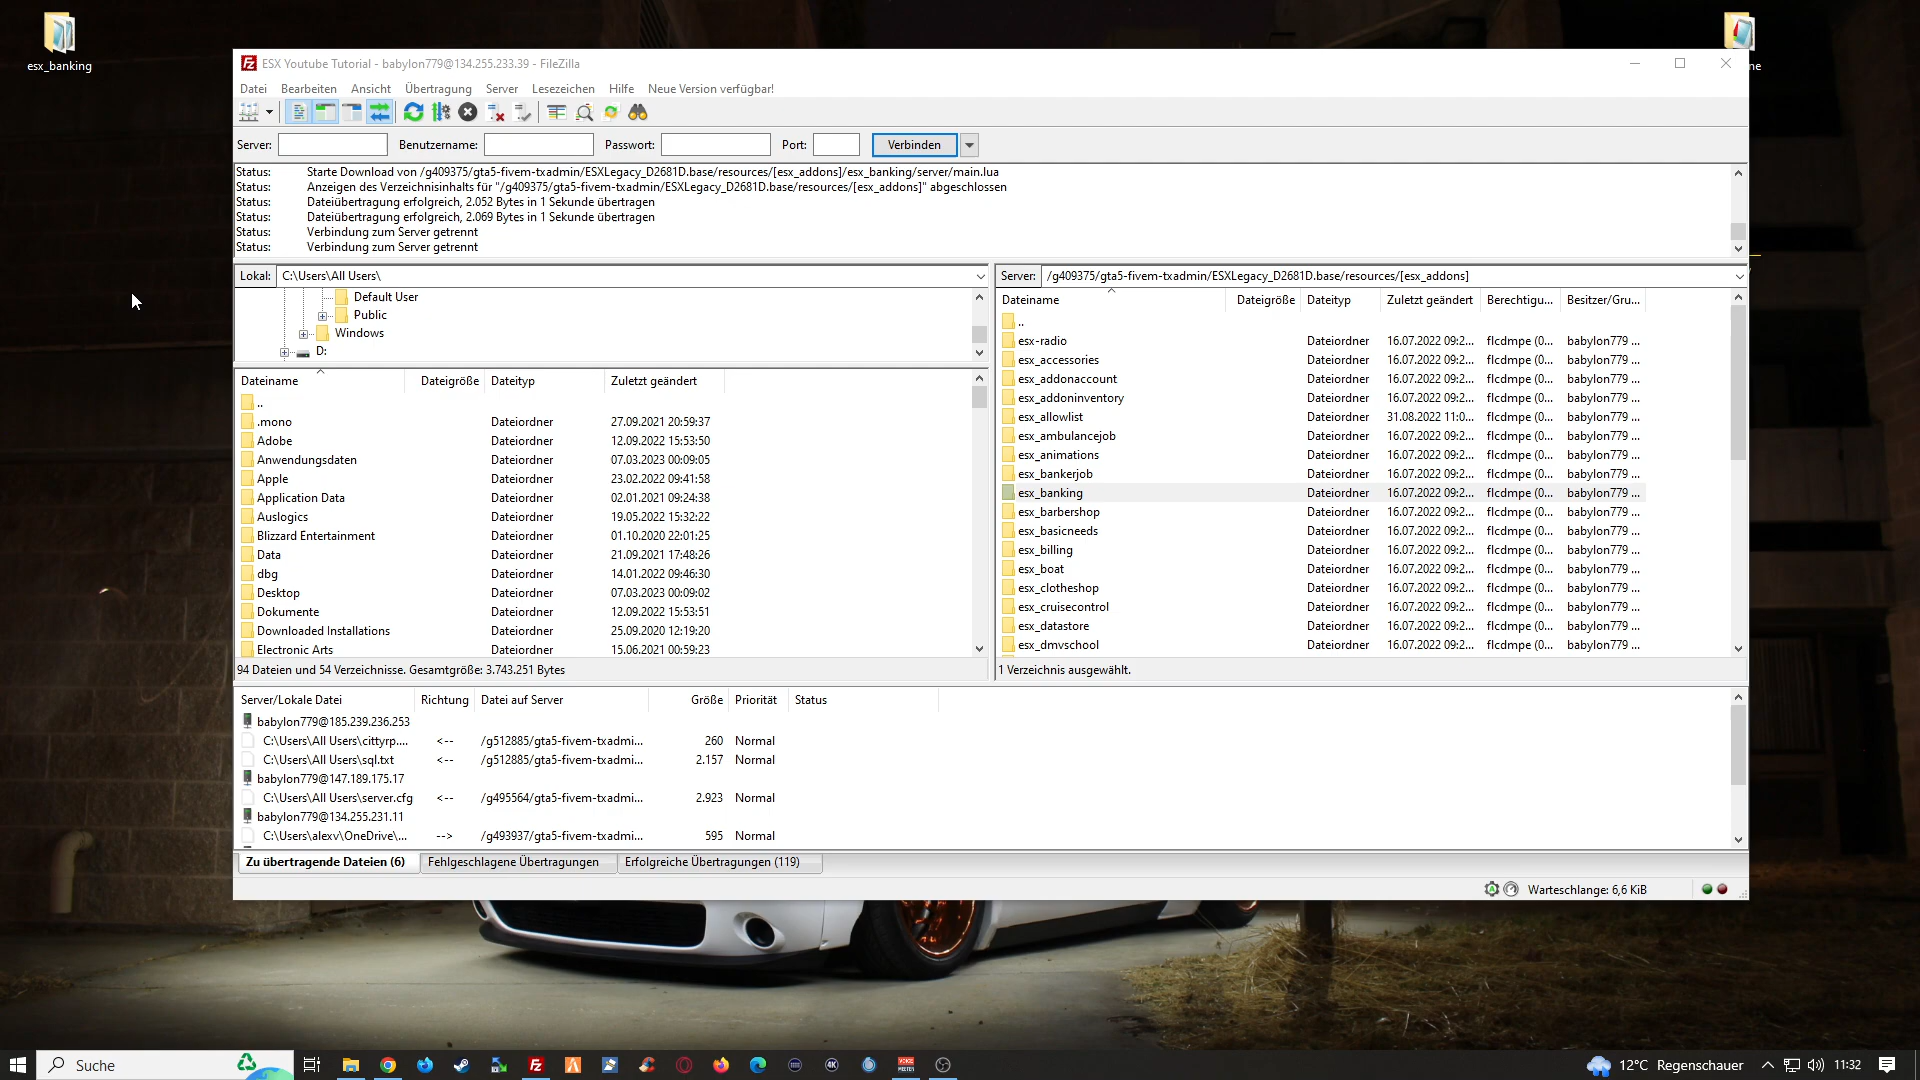 esx_banking
ne
ESX Youtube Tutorial - babylon779@134.255.233.39 - FileZilla
Datei Bearbeiten Ansicht Übertragung Server Lesezeichen Hilfe Neue Version verfügbar!
Server: Benutzername: Passwort: Port: Verbinden
Status: Starte Download von /g409375/gta5-fivem-txadmin/ESXLegacy_D2681D.base/resources/[esx_addons]/esx_banking/server/main.lua
Status: Anzeigen des Verzeichnisinhalts für "/g409375/gta5-fivem-txadmin/ESXLegacy_D2681D.base/resources/[esx_addons]" abgeschlossen
Status: Dateiübertragung erfolgreich, 2.052 Bytes in 1 Sekunde übertragen
Status: Dateiübertragung erfolgreich, 2.069 Bytes in 1 Sekunde übertragen
Status: Verbindung zum Server getrennt
Status: Verbindung zum Server getrennt
Lokal: C:\Users\All Users\
Default User
Public
Windows
D:
Dateiname Dateigröße Dateityp Zuletzt geändert
..
.mono Dateiordner 27.09.2021 20:59:37
Adobe Dateiordner 12.09.2022 15:53:50
Anwendungsdaten Dateiordner 07.03.2023 00:09:05
Apple Dateiordner 23.02.2022 09:41:58
Application Data Dateiordner 02.01.2021 09:24:38
Auslogics Dateiordner 19.05.2022 15:32:22
Blizzard Entertainment Dateiordner 01.10.2020 22:01:25
Data Dateiordner 21.09.2021 17:48:26
dbg Dateiordner 14.01.2022 09:46:30
Desktop Dateiordner 07.03.2023 00:09:02
Dokumente Dateiordner 12.09.2022 15:53:51
Downloaded Installations Dateiordner 25.09.2020 12:19:20
Electronic Arts Dateiordner 15.06.2021 00:59:23
94 Dateien und 54 Verzeichnisse. Gesamtgröße: 3.743.251 Bytes
Server: /g409375/gta5-fivem-txadmin/ESXLegacy_D2681D.base/resources/[esx_addons]
Dateiname Dateigröße Dateityp Zuletzt geändert Berechtigu... Besitzer/Gru...
..
esx-radio Dateiordner 16.07.2022 09:2... flcdmpe (0... babylon779 ...
esx_accessories Dateiordner 16.07.2022 09:2... flcdmpe (0... babylon779 ...
esx_addonaccount Dateiordner 16.07.2022 09:2... flcdmpe (0... babylon779 ...
esx_addoninventory Dateiordner 16.07.2022 09:2... flcdmpe (0... babylon779 ...
esx_allowlist Dateiordner 31.08.2022 11:0... flcdmpe (0... babylon779 ...
esx_ambulancejob Dateiordner 16.07.2022 09:2... flcdmpe (0... babylon779 ...
esx_animations Dateiordner 16.07.2022 09:2... flcdmpe (0... babylon779 ...
esx_bankerjob Dateiordner 16.07.2022 09:2... flcdmpe (0... babylon779 ...
esx_banking Dateiordner 16.07.2022 09:2... flcdmpe (0... babylon779 ...
esx_barbershop Dateiordner 16.07.2022 09:2... flcdmpe (0... babylon779 ...
esx_basicneeds Dateiordner 16.07.2022 09:2... flcdmpe (0... babylon779 ...
esx_billing Dateiordner 16.07.2022 09:2... flcdmpe (0... babylon779 ...
esx_boat Dateiordner 16.07.2022 09:2... flcdmpe (0... babylon779 ...
esx_clotheshop Dateiordner 16.07.2022 09:2... flcdmpe (0... babylon779 ...
esx_cruisecontrol Dateiordner 16.07.2022 09:2... flcdmpe (0... babylon779 ...
esx_datastore Dateiordner 16.07.2022 09:2... flcdmpe (0... babylon779 ...
esx_dmvschool Dateiordner 16.07.2022 09:2... flcdmpe (0... babylon779 ...
1 Verzeichnis ausgewählt.
Server/Lokale Datei Richtung Datei auf Server Größe Priorität Status
babylon779@185.239.236.253
C:\Users\All Users\cittyrp.... <-- /g512885/gta5-fivem-txadmi... 260 Normal
C:\Users\All Users\sql.txt <-- /g512885/gta5-fivem-txadmi... 2.157 Normal
babylon779@147.189.175.17
C:\Users\All Users\server.cfg <-- /g495564/gta5-fivem-txadmi... 2.923 Normal
babylon779@134.255.231.11
C:\Users\alexv\OneDrive\... --> /g493937/gta5-fivem-txadmi... 595 Normal
Zu übertragende Dateien (6) Fehlgeschlagene Übertragungen Erfolgreiche Übertragungen (119)
Warteschlange: 6,6 KiB
Suche
4K
12°C Regenschauer 11:32